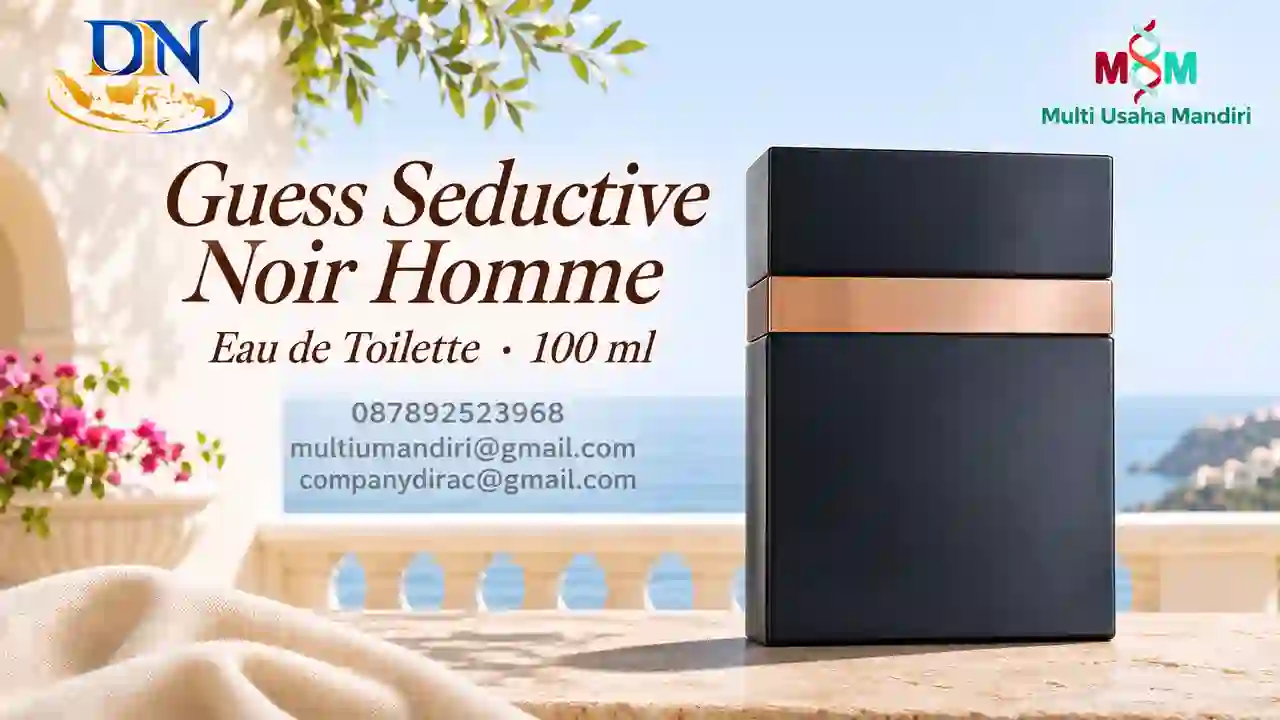 DN
MSM
Multi Usaha Mandiri
Guess Seductive
Noir Homme
Eau de Toilette · 100 ml
087892523968
multiumandiri@gmail.com
companydirac@gmail.com